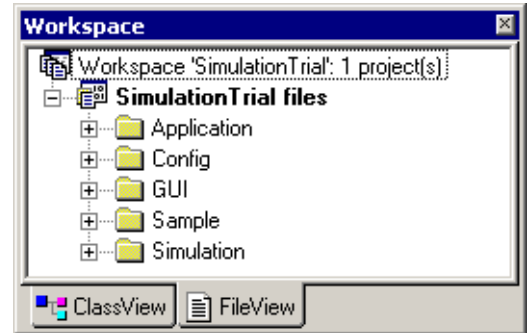 Workspace
Workspace 'SimulationTrial': 1 project(s)
SimulationTrial files
Application
Config
GUI
Sample
Simulation
ClassView FileView